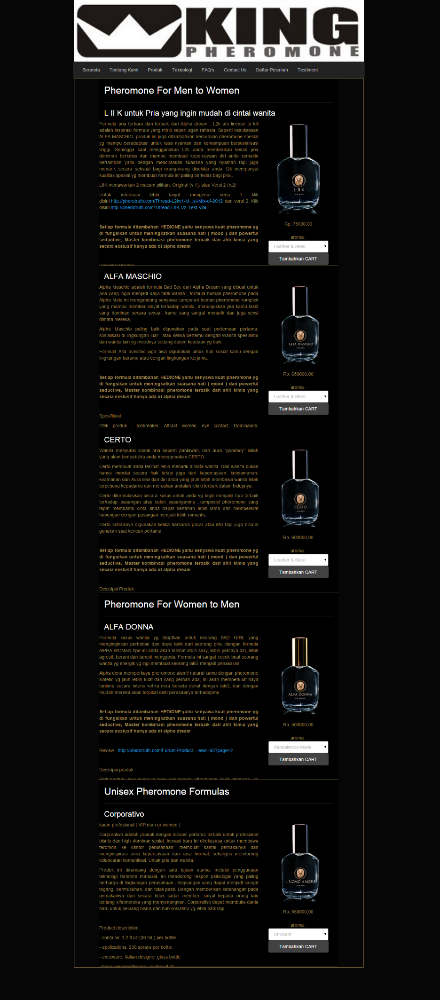 KING
PHEROMONE
Beranda Tentang Kami Produk Teknologi FAQ's Contact Us Daftar Pesanan Testimoni
Pheromone For Men to Women
L II K untuk Pria yang ingin mudah di cintai wanita
Formula pria terbaru dan terbaik dari Alpha dream . L2k ato license to kill
adalah inspirasi formula yang mirip seperi agen rahasia. Seperti kesuksesan
ALFA MASCHIO. produk ini juga ditambahkan kemurnian pheromone spesial
yg mampu beradaptasi untuk rasa nyaman dan kemampuan bersosialisasi
tinggi. Sehingga saat menggunakan L2k anda memberikan kesan pria
dominan berkelas dan mampu membuat kepercayaan diri anda semakin
bertambah yaitu dengan menciptakan suasana yang nyaman tapi juga
menarik secara seksual bagi orang-orang disekitar anda. l2k mempunyai
kualitas spesial yg membuat formula ini paling berkelas bagi pria...
LIIK menawarkan 2 macam pilihan: Original (v.1), atau Versi 2 (v.2)
Untuk informasi lebih lanjut mengenai versi 1 klik
disini http://pherotruth.com/Thread-L2kv1-M...st-Mix-of-2012 dan versi 2, Klik
disini http://pherotruth.com/Thread-LIIK-V2-Test-Vial
Setiap formula ditambahan HEDIONE yaitu senyawa kuat pheromone yg
di fungsikan untuk meningkatkan suasana hati ( mood ) dan powerful
seductive, Master kombinasi pheromone terbaik dari ahli kimia yang
secara exslusif hanya ada di alpha dream
Deskripsi Produk:
L II K
FOR MEN
Rp. 75000,00
aroma :
Leather & Steel
Tambahkan CART
ALFA MASCHIO
Alpha Maschio adalah formula Bad Boy dari Alpha Dream yang dibuat untuk
pria yang ingin menjadi daya tarik wanita , formula human pheromone pada
Alpha Male ini mengandung senyawa campuran human pheromone komplek
yang mampu member sinyal terhadap wanita, menunjukkan jika kamu laki2
yang dominan secara sexual, kamu yang sangat menarik dan juga sexsi
dimata mereka,
Alpha Maschio paling baik digunakan pada saat pertemuan pertama,
sosialisasi di lingkungan luar , atau ketika bertemu dengan Wanita spesialmu
dan wanita lain yg moodnya sedang dalam keadaan yg baik.
Formula Alfa maschio juga bisa digunakan untuk hub sosial kamu dengan
lingkungan barumu atau dengan lingkungan kerjamu.
Setiap formula ditambahan HEDIONE yaitu senyawa kuat pheromone yg
di fungsikan untuk meningkatkan suasana hati ( mood ) dan powerful
seductive, Master kombinasi pheromone terbaik dari ahli kimia yang
secara exslusif hanya ada di alpha dream
Spesifikasi
Efek produk : Icebreaker, Attract women, eye contact, Dominance,
ALFA MASCHIO
FOR MEN
Rp. 650000,00
aroma :
Leather & Steel
Tambahkan CART
CERTO
Wanita menyukai sosok pria seperti pahlawan, dan aura "goodboy" inilah
yang akan tampak jika anda menggunakan CERTO,
Certo membuat anda terlihat lebih menarik dimata wanita. Dan wanita bukan
hanya menilai secara fisik tetapi juga dari kepercayaan, kenyamanan,
keamanan dan Aura sexi dari diri anda yang jauh lebih membawa wanita lebih
terpesona kepadamu dan meraskan andalah lelaki terbaik dalam hidupnya.
Certo diformulasikan secara kusus untuk anda yg ingin menjalin hub terbaik
terhadap pasangan atau calon pasanganmu ,komposisi pheromone yang
tepat membantu cinta anda dapat bertahan lebih lama dan mempererat
hubungan dengan pasangan menjadi lebih romantis,
Certo sebaiknya digunakan ketika bersama pacar atau istri tapi juga bisa di
gunakan saat kencan pertama.
Setiap formula ditambahan HEDIONE yaitu senyawa kuat pheromone yg
di fungsikan untuk meningkatkan suasana hati ( mood ) dan powerful
seductive, Master kombinasi pheromone terbaik dari ahli kimia yang
secara exslusif hanya ada di alpha dream
Deskripsi Produk:
CERTO
FOR MEN
Rp. 600000,00
aroma :
Leather & Steel
Tambahkan CART
Pheromone For Women to Men
ALFA DONNA
Formula kusus wanita yg diciptkan untuk seorang BAD GIRL yang
menginginkan perhatian dan daya tarik dari seorang pria, dengan formula
AlPHA WOMEN tipe ini anda akan terlihat lebih sexy, lebih percaya diri, lebih
agresif, berani dan tampil menggoda. Formula ini sangat cocok buat seorang
wanita yg energik yg ingi membuat seorang laki2 menjadi penasaran,
Alpha dona memperkaya pheromone alami/ natural kamu dengan pheromone
sintetic yg jauh lebih kuat dari yang pernah ada, ini akan memperkuat daya
tarikmu secara intens ketika mau berada dekat dengan laki2, dan dengan
mudah mereka akan terpikat oleh perasaanya terhadapmu
Setiap formula ditambahan HEDIONE yaitu senyawa kuat pheromone yg
di fungsikan untuk meningkatkan suasana hati ( mood ) dan powerful
seductive, Master kombinasi pheromone terbaik dari ahli kimia yang
secara exslusif hanya ada di alpha dream
Review : http://pherotruth.com/Forum-Product-...ews--65?page=2
Deskripsi produk :
Efek produk : jiwa muda yg sexy, sex appeal, attract man, trust, dominan, ice
ALFA DONNA
FOR WOMEN
Rp. 500000,00
aroma :
Sandalwood Mask
Tambahkan CART
Unisex Pheromone Formulas
Corporativo
kaum profesional ( VIP man or women )
Corporativo adalah produk dengan inovasi pertama terbaik untuk profesional
bisnis dan high dominan sosial, inovasi baru ini direkayasa untuk membawa
feromon ke kantor perusahaan: membuat santai pemakainya dan
menginspirasi aura kepercayaan dan rasa hormat, sekaligus mendorong
kelancaran komunikasi. Untuk pria dan wanita.
Produk ini dirancang dengan satu tujuan utama: melalui penggunaan
teknologi feromon manusia, ini mendorong respon psikologis yang paling
berharga di lingkungan perusahaan - lingkungan yang dapat menjadi sangat
tegang, bermusuhan, dan tidak pasti. Dengan memberikan ketenangan pada
pemakainya dan secara tidak sadar memberi sinyal kepada orang lain
tentang sifatmereka yang menyenangkan, Corporativo dapat membuka dunia
baru untuk peluang bisnis dan hub sosialmu yg lebih baik lagi.
Product description:
- contains: 1.2 fl oz (36 mL) per bottle
- applications: 230 sprays per bottle
- enclosure: Italian designer glass bottle
- base: cyclomethicone, alcohol [4:1]
L'UOMO AMORE
FOR MEN
Rp. 550000,00
aroma :
UnScent
Tambahkan CART